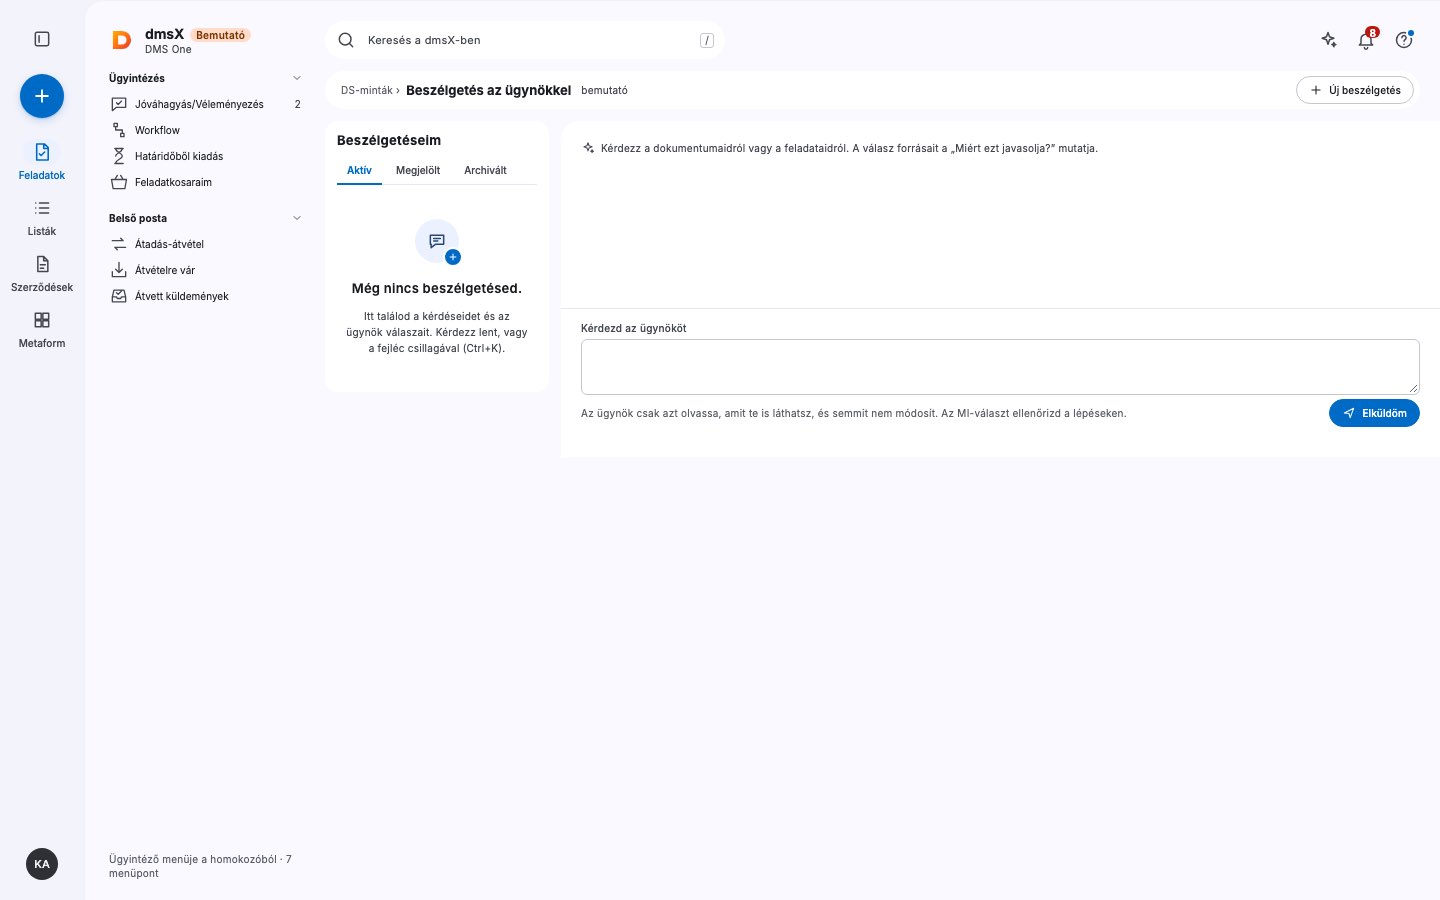 dmsX Bemutató
DMS One
Keresés a dmsX-ben
/
8
Feladatok
Listák
Szerződések
Metaform
KA
Ügyintézés
Jóváhagyás/Véleményezés 2
Workflow
Határidőből kiadás
Feladatkosaraim
Belső posta
Átadás-átvétel
Átvételre vár
Átvett küldemények
Ügyintéző menüje a homokozóból · 7
menüpont
DS-minták › Beszélgetés az ügynökkel bemutató
Új beszélgetés
Beszélgetéseim
Aktív Megjelölt Archivált
Még nincs beszélgetésed.
Itt találod a kérdéseidet és az
ügynök válaszait. Kérdezz lent, vagy
a fejléc csillagával (Ctrl+K).
Kérdezz a dokumentumaidról vagy a feladataidról. A válasz forrásait a „Miért ezt javasolja?” mutatja.
Kérdezd az ügynököt
Az ügynök csak azt olvassa, amit te is láthatsz, és semmit nem módosít. Az MI-választ ellenőrizd a lépéseken.
Elküldöm